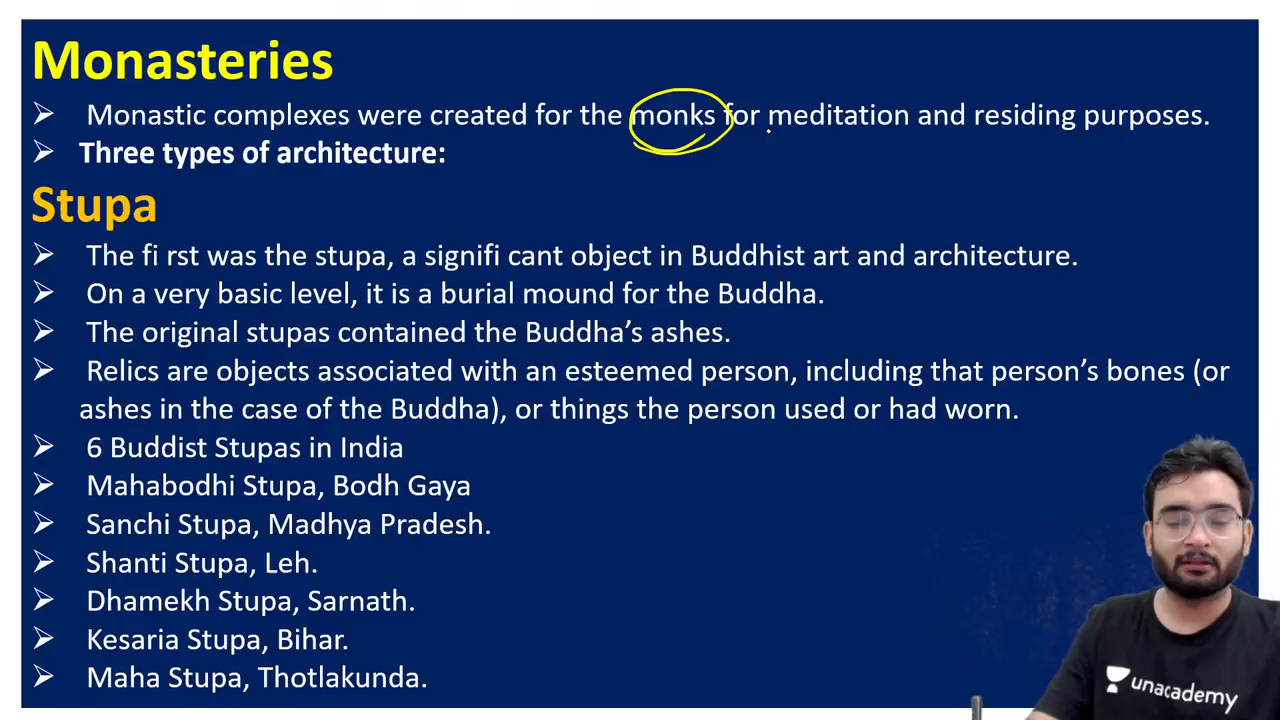 Monasteries
➢ Monastic complexes were created for the monks for meditation and residing purposes.
➢ Three types of architecture:
Stupa
➢ The fi rst was the stupa, a signifi cant object in Buddhist art and architecture.
➢ On a very basic level, it is a burial mound for the Buddha.
➢ The original stupas contained the Buddha’s ashes.
➢ Relics are objects associated with an esteemed person, including that person’s bones (or
ashes in the case of the Buddha), or things the person used or had worn.
➢ 6 Buddist Stupas in India
➢ Mahabodhi Stupa, Bodh Gaya
➢ Sanchi Stupa, Madhya Pradesh.
➢ Shanti Stupa, Leh.
➢ Dhamekh Stupa, Sarnath.
➢ Kesaria Stupa, Bihar.
➢ Maha Stupa, Thotlakunda.
unacademy